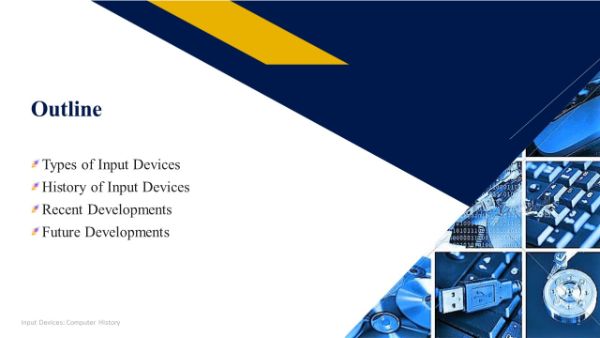 Outline
Types of Input Devices
History of Input Devices
Recent Developments
Future Developments
Input Devices:Computer History